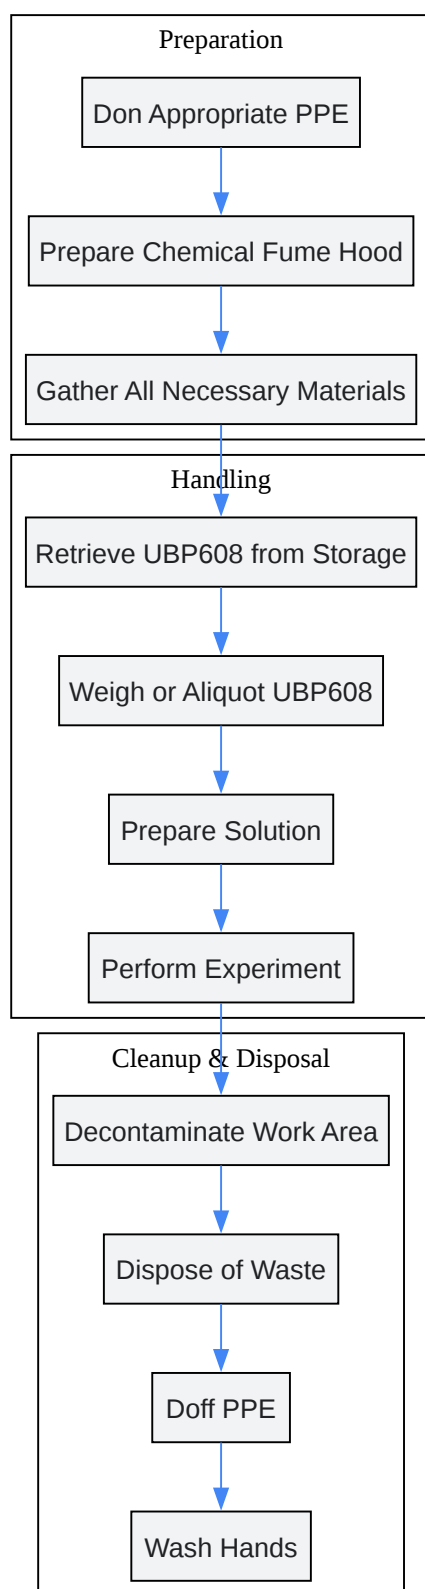 Preparation
Don Appropriate PPE
Prepare Chemical Fume Hood
Gather All Necessary Materials
Handling
Retrieve UBP608 from Storage
Weigh or Aliquot UBP608
Prepare Solution
Perform Experiment
Cleanup & Disposal
Decontaminate Work Area
Dispose of Waste
Doff PPE
Wash Hands